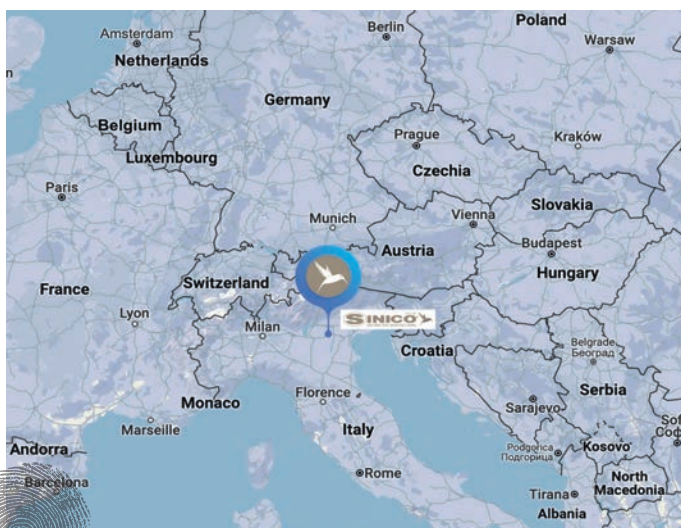 Amsterdam
Netherlands
Berlin
Poland
Warsaw
n
Germany
Belgium
Luxembourg
Prague
Czechia
Kraków
Paris
Slovakia
Munich
Vienna
Austria
Budapest
Hungary
France
Switzerland
Lyon
Milan
SINICO
Croatia
Belgrade
Београд
Serbia
Monaco
Florence
Marseille
Italy
Sarajevo
Sof
Соф
Andorra
Podgorica
Подгорица
Kosovo
Barcelona
Rome
North
Macedonia
Tirana
Albania